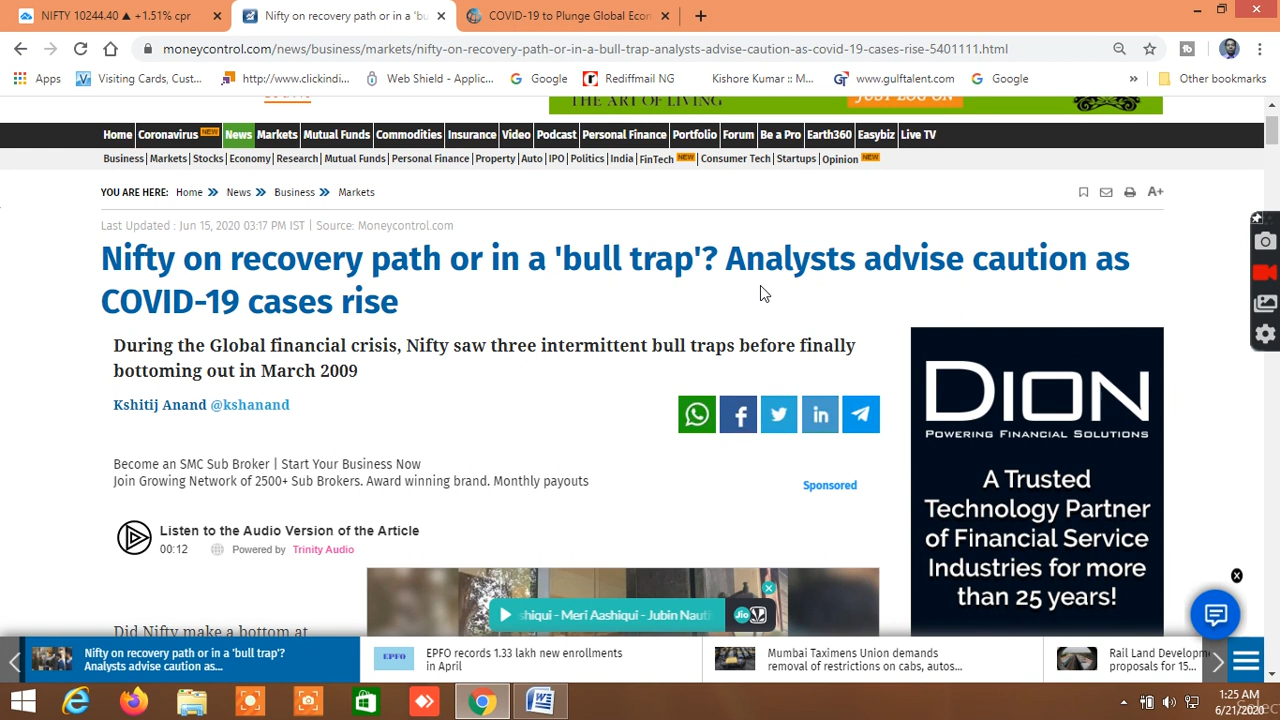 NIFTY 10244.40 ▲ +1.51% cpr
Nifty on recovery path or in a 'bu
COVID-19 to Plunge Global Econ
moneycontrol.com/news/business/markets/nifty-on-recovery-path-or-in-a-bull-trap-analysts-advise-caution-as-covid-19-cases-rise-5401111.html
Apps
Visiting Cards, Cust...
http://www.clickindi...
Web Shield - Applic...
Google
Rediffmail NG
Kishore Kumar :: M...
www.gulftalent.com
Google
»
Other bookmarks
THE ART OF LIVING
JUST LOG ON
Home Coronavirus NEW News Markets Mutual Funds Commodities Insurance Video Podcast Personal Finance Portfolio Forum Be a Pro Earth360 Easybiz Live TV
Business | Markets | Stocks | Economy | Research | Mutual Funds | Personal Finance | Property | Auto | IPO | Politics | India | FinTech NEW | Consumer Tech | Startups | Opinion NEW
YOU ARE HERE: Home » News » Business » Markets
A+
Last Updated : Jun 15, 2020 03:17 PM IST | Source: Moneycontrol.com
Nifty on recovery path or in a 'bull trap'? Analysts advise caution as
COVID-19 cases rise
During the Global financial crisis, Nifty saw three intermittent bull traps before finally
bottoming out in March 2009
Kshitij Anand @kshanand
Become an SMC Sub Broker | Start Your Business Now
Join Growing Network of 2500+ Sub Brokers. Award winning brand. Monthly payouts
Sponsored
Listen to the Audio Version of the Article
00:12 Powered by Trinity Audio
DION
POWERING FINANCIAL SOLUTIONS
A Trusted
Technology Partner
of Financial Service
Industries for more
than 25 years!
shiqui - Meri Aashiqui - Jubin Nauti
Jio
Did Nifty make a bottom at
Nifty on recovery path or in a 'bull trap'?
Analysts advise caution as...
EPFO
EPFO records 1.33 lakh new enrollments
in April
Mumbai Taximens Union demands
removal of restrictions on cabs, autos...
Rail Land Developm
proposals for 15...
1:25 AM
6/21/2020